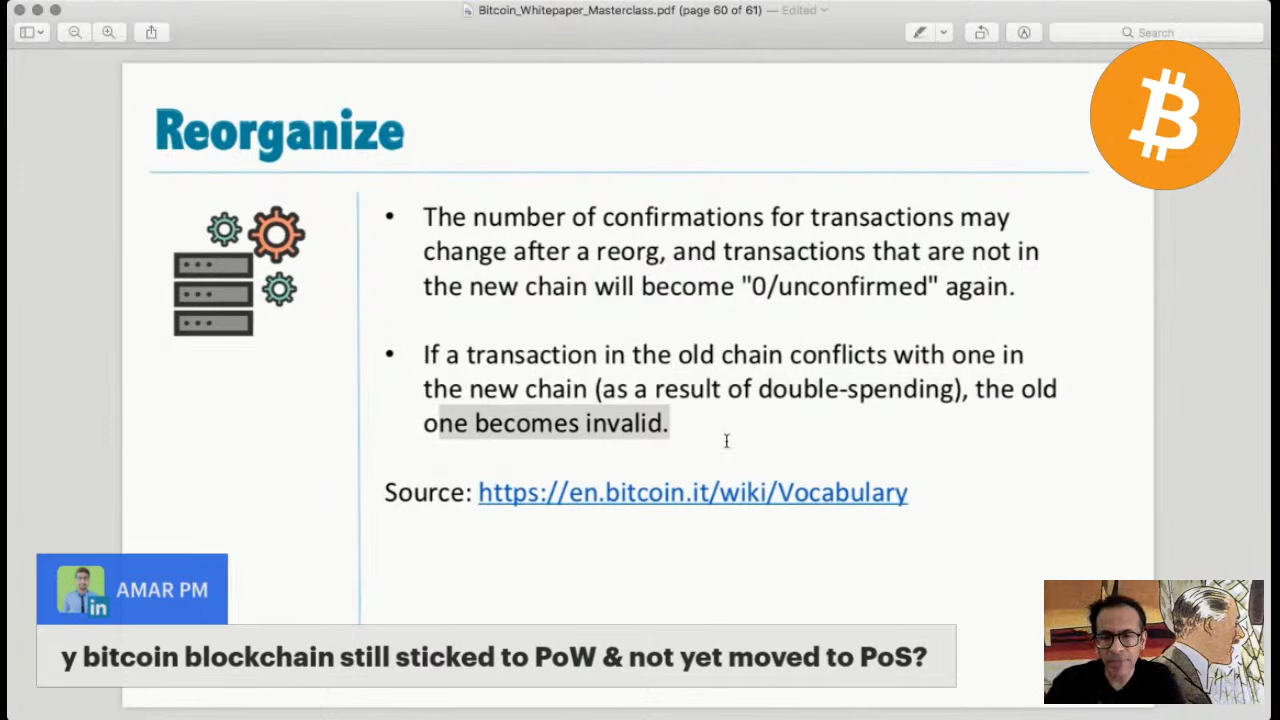 Bitcoin_Whitepaper_Masterclass.pdf (page 60 of 61) — Edited
Search
Reorganize
• The number of confirmations for transactions may
change after a reorg, and transactions that are not in
the new chain will become "0/unconfirmed" again.
• If a transaction in the old chain conflicts with one in
the new chain (as a result of double-spending), the old
one becomes invalid.
Source: https://en.bitcoin.it/wiki/Vocabulary
in
AMAR PM
y bitcoin blockchain still sticked to PoW & not yet moved to PoS?